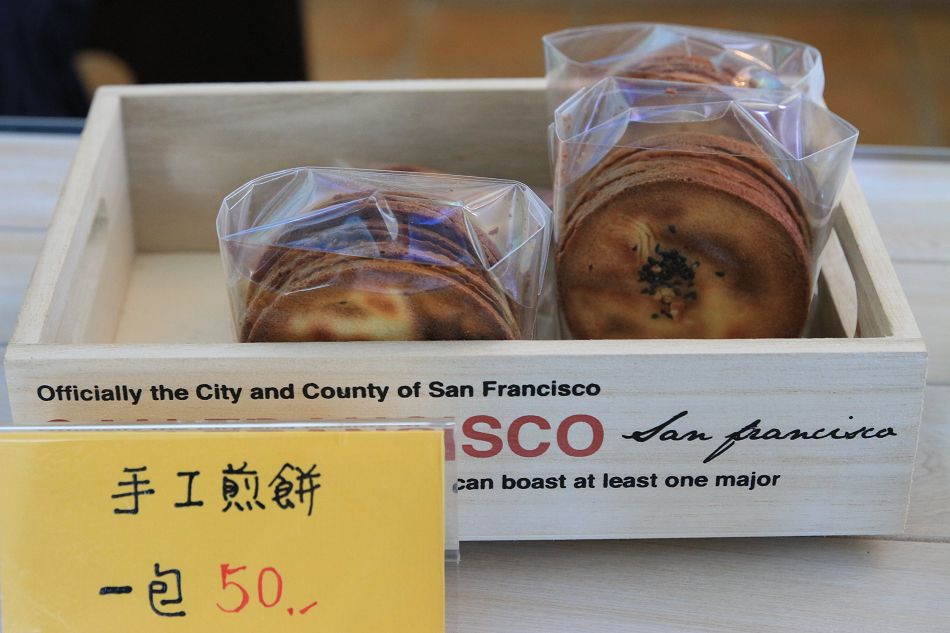 Officially the City and County of San Francisco
SCO San francisco
can boast at least one major
手工煎餅
一包 50.-